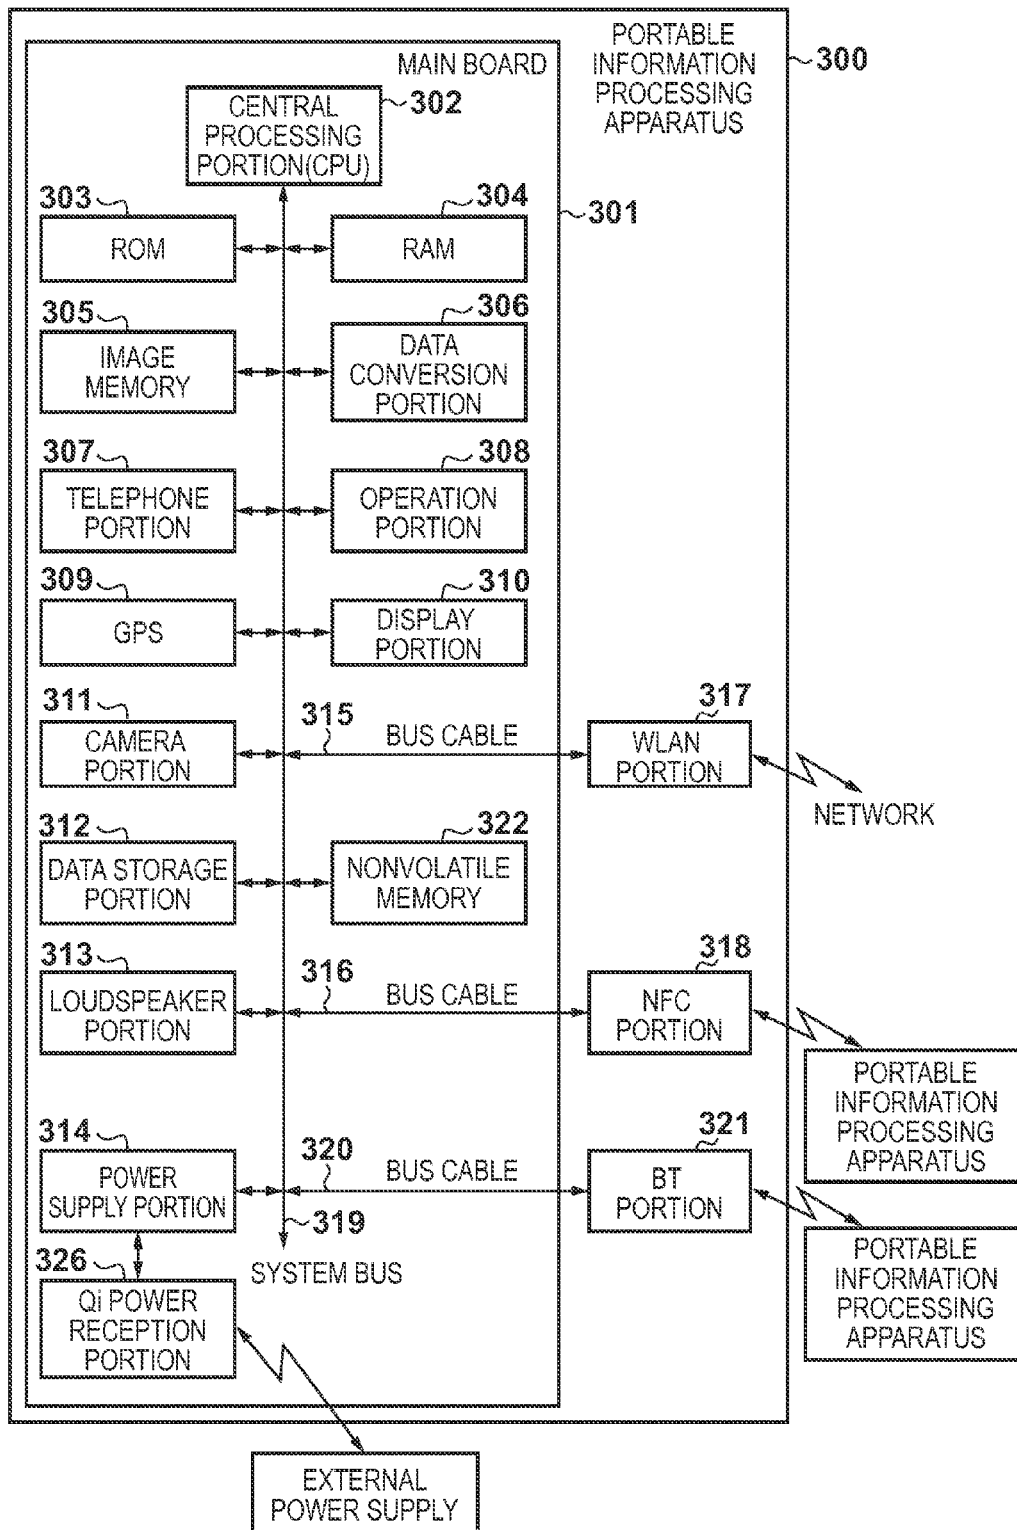 PORTABLE
INFORMATION
PROCESSING
APPARATUS
300
MAIN BOARD
301
302
CENTRAL
PROCESSING
PORTION(CPU)
303
ROM
304
RAM
305
IMAGE
MEMORY
306
DATA
CONVERSION
PORTION
307
TELEPHONE
PORTION
308
OPERATION
PORTION
309
GPS
310
DISPLAY
PORTION
311
CAMERA
PORTION
315
BUS CABLE
317
WLAN
PORTION
NETWORK
312
DATA STORAGE
PORTION
322
NONVOLATILE
MEMORY
313
LOUDSPEAKER
PORTION
316
BUS CABLE
318
NFC
PORTION
PORTABLE
INFORMATION
PROCESSING
APPARATUS
314
POWER
SUPPLY PORTION
320
BUS CABLE
321
BT
PORTION
PORTABLE
INFORMATION
PROCESSING
APPARATUS
319
SYSTEM BUS
326
Qi POWER
RECEPTION
PORTION
EXTERNAL
POWER SUPPLY